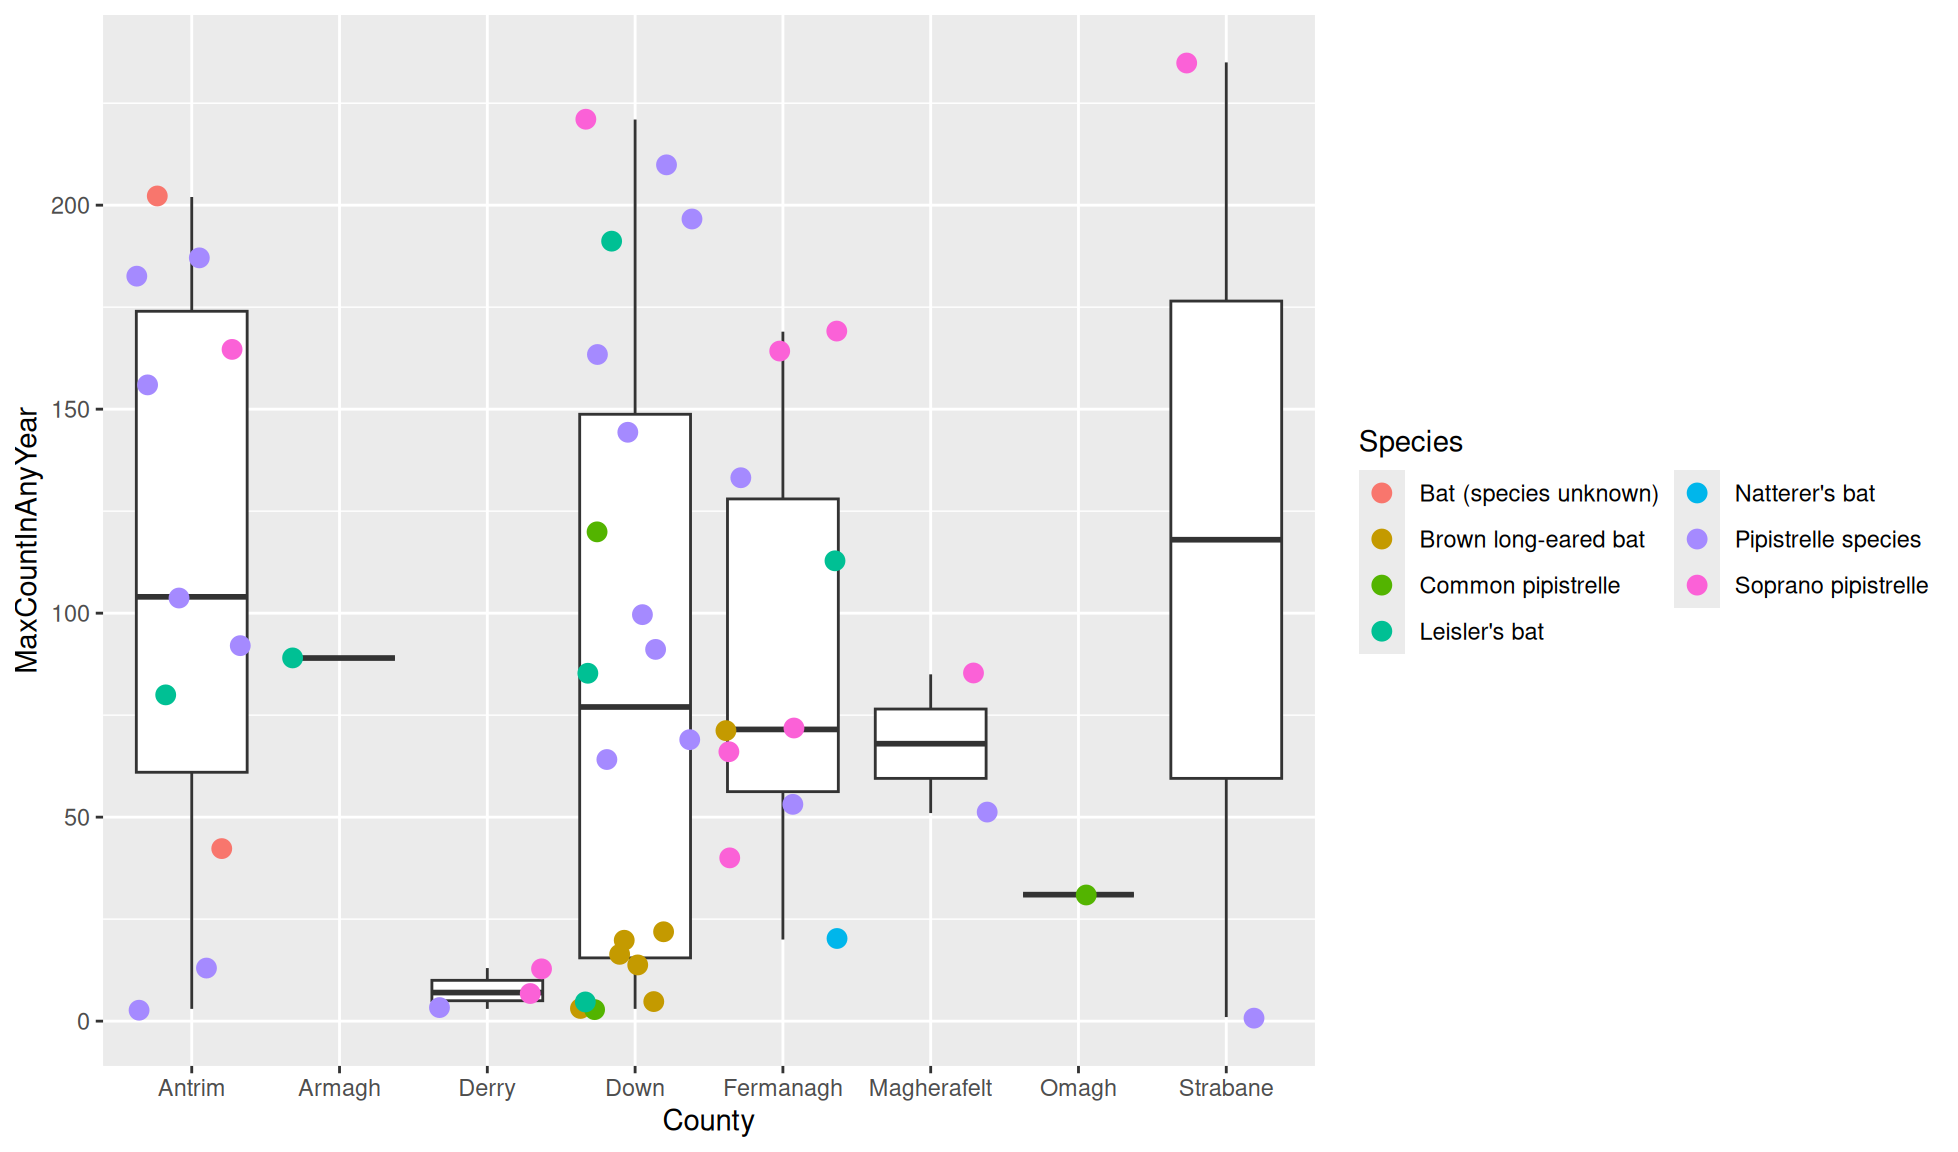 MaxCountInAnyYear
200
150
100
50
0
Antrim
Armagh
Derry
Down
Fermanagh
Magherafelt
Omagh
Strabane
County
Species
Bat (species unknown)
Brown long-eared bat
Common pipistrelle
Leisler's bat
Natterer's bat
Pipistrelle species
Soprano pipistrelle